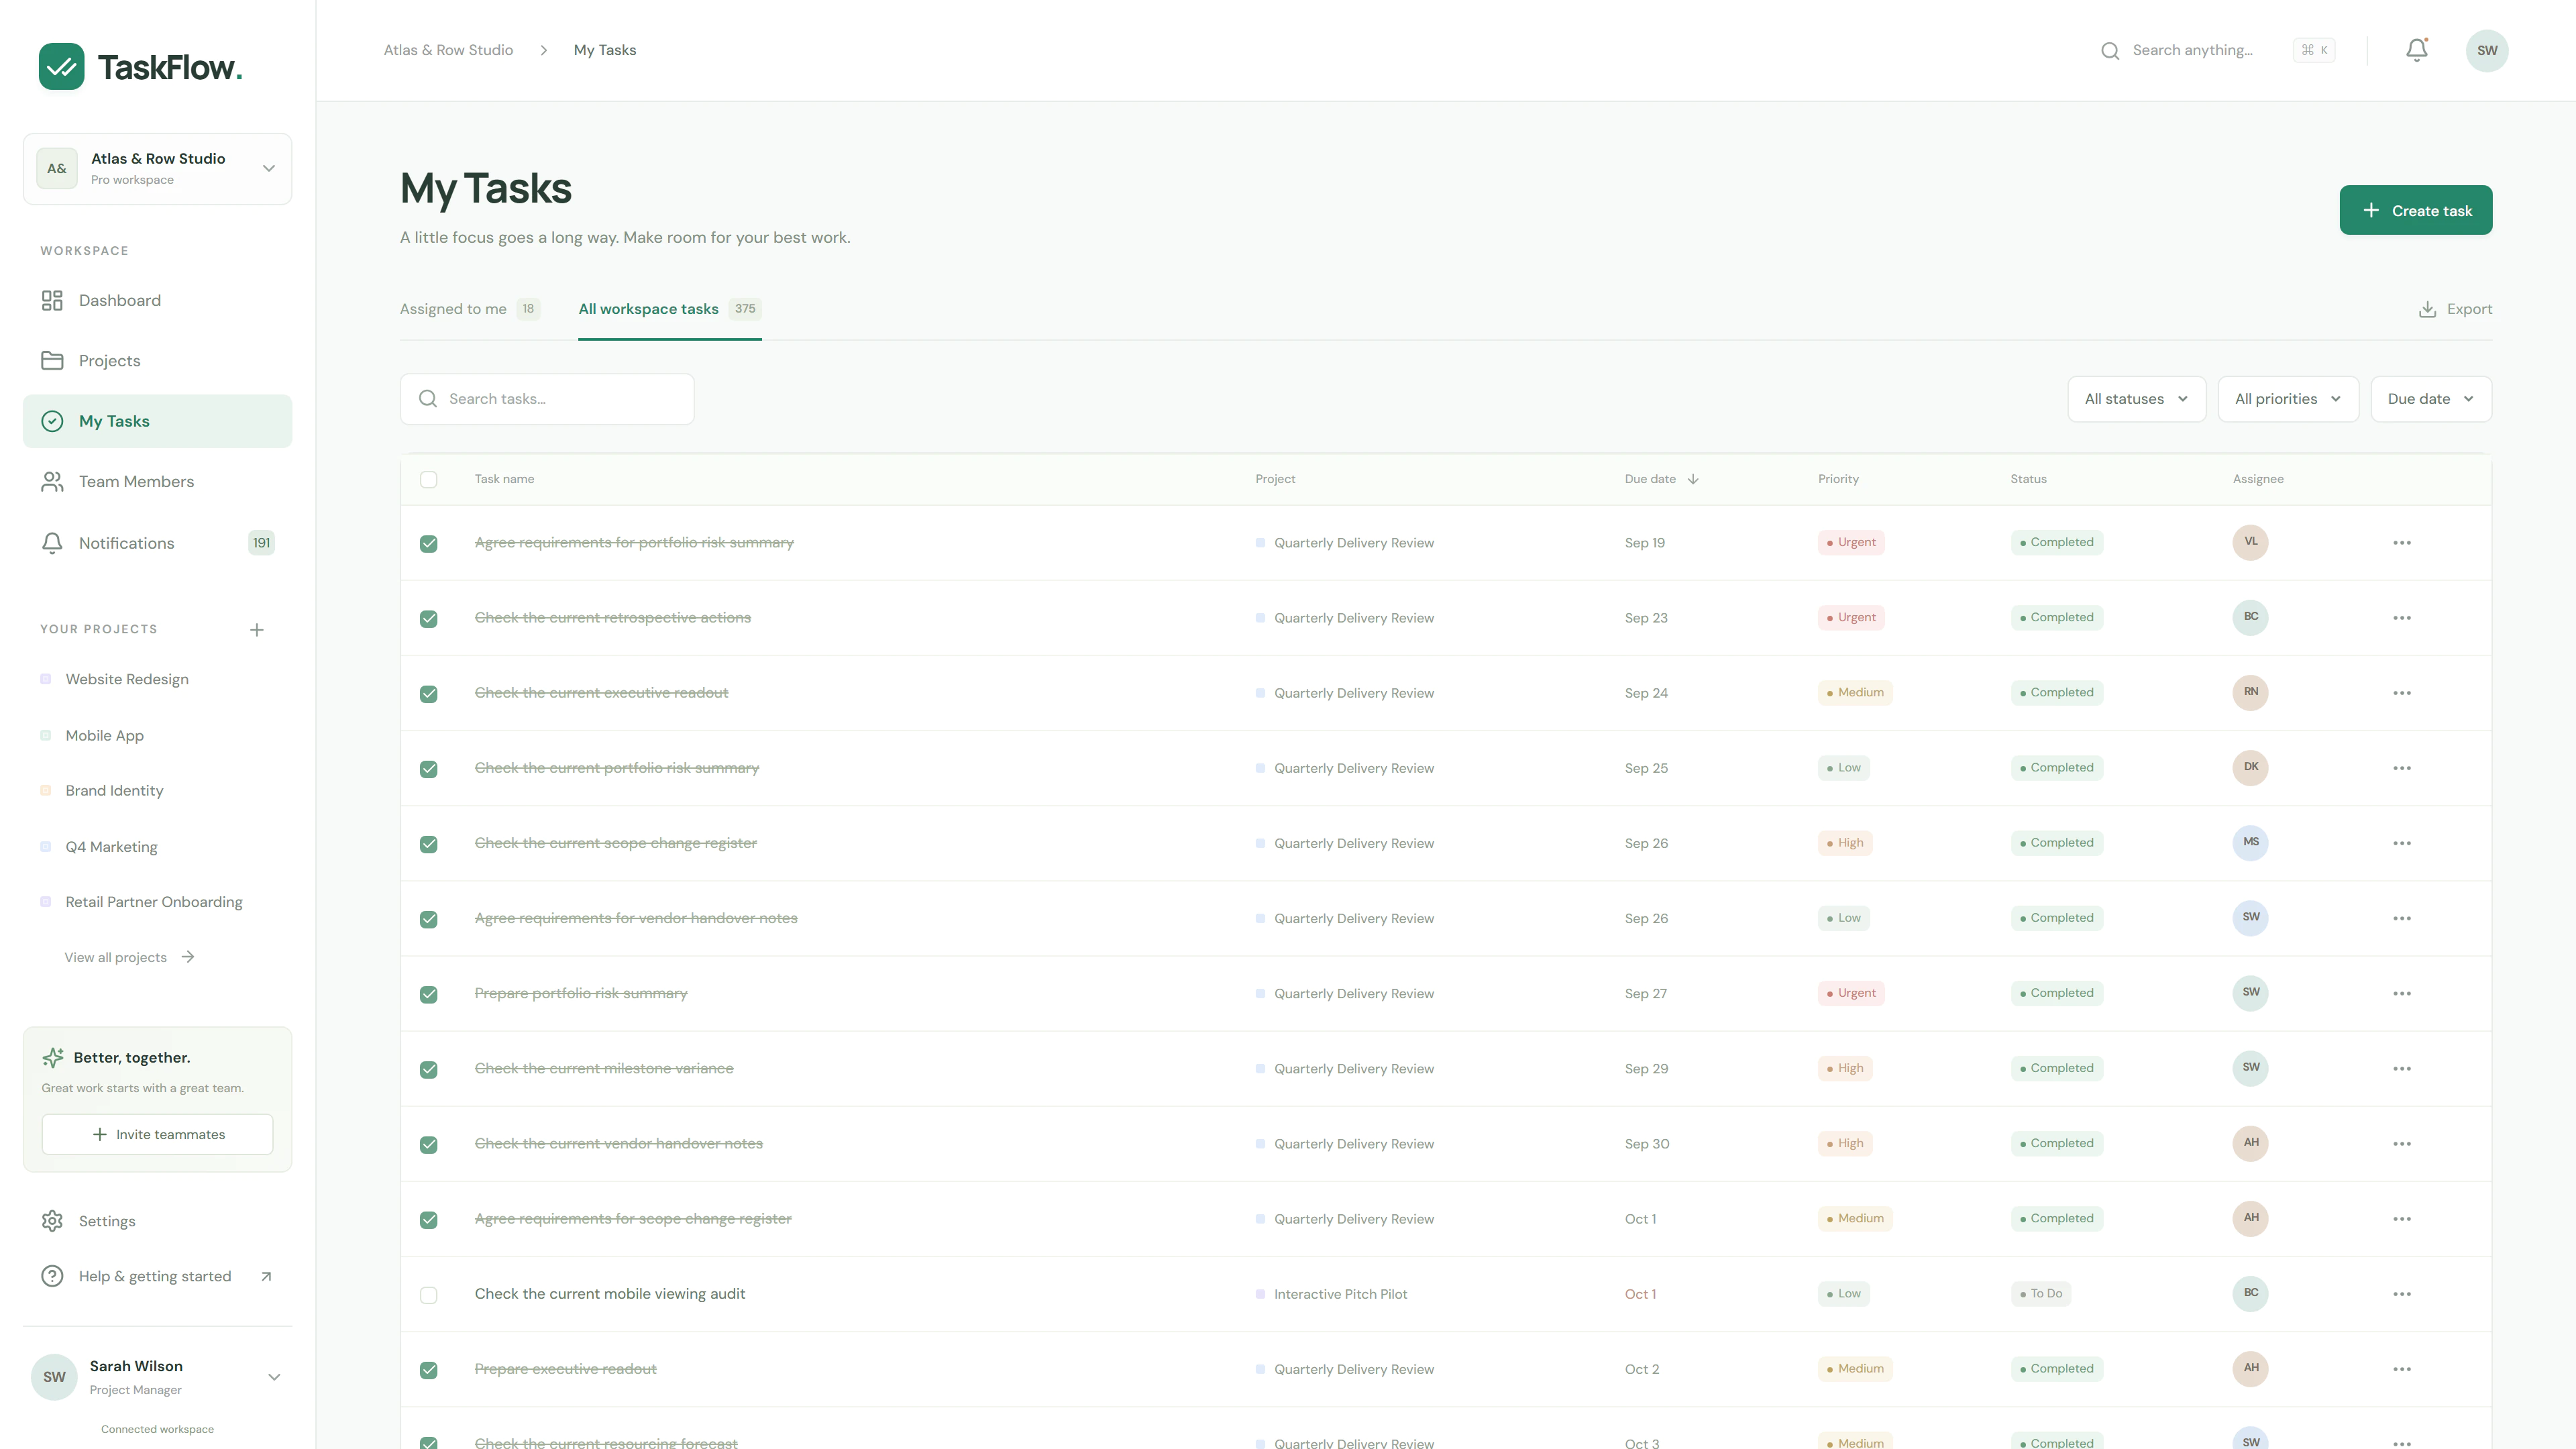 TaskFlow.
A&
Atlas & Row Studio
Pro workspace
WORKSPACE
Dashboard
Projects
My Tasks
Team Members
Notifications 191
YOUR PROJECTS
Website Redesign
Mobile App
Brand Identity
Q4 Marketing
Retail Partner Onboarding
View all projects
Better, together.
Great work starts with a great team.
Invite teammates
Settings
Help & getting started
SW
Sarah Wilson
Project Manager
Connected workspace
Atlas & Row Studio My Tasks
Search anything... ⌘ K SW
My Tasks
A little focus goes a long way. Make room for your best work.
Create task
Assigned to me 18 All workspace tasks 375 Export
Search tasks... All statuses All priorities Due date
Task name Project Due date Priority Status Assignee
Agree requirements for portfolio risk summary Quarterly Delivery Review Sep 19 Urgent Completed VL
Check the current retrospective actions Quarterly Delivery Review Sep 23 Urgent Completed BC
Check the current executive readout Quarterly Delivery Review Sep 24 Medium Completed RN
Check the current portfolio risk summary Quarterly Delivery Review Sep 25 Low Completed DK
Check the current scope change register Quarterly Delivery Review Sep 26 High Completed MS
Agree requirements for vendor handover notes Quarterly Delivery Review Sep 26 Low Completed SW
Prepare portfolio risk summary Quarterly Delivery Review Sep 27 Urgent Completed SW
Check the current milestone variance Quarterly Delivery Review Sep 29 High Completed SW
Check the current vendor handover notes Quarterly Delivery Review Sep 30 High Completed AH
Agree requirements for scope change register Quarterly Delivery Review Oct 1 Medium Completed AH
Check the current mobile viewing audit Interactive Pitch Pilot Oct 1 Low To Do BC
Prepare executive readout Quarterly Delivery Review Oct 2 Medium Completed AH
Check the current resourcing forecast Quarterly Delivery Review Oct 3 Medium Completed SW